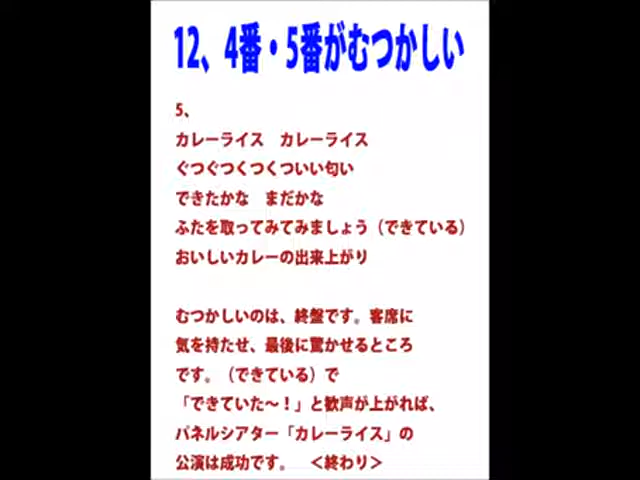 12、4番・5番がむつかしい
5、
カレーライス　カレーライス
ぐつぐつくつくついい匂い
できたかな　まだかな
ふたを取ってみてみましょう（できている）
おいしいカレーの出来上がり
むつかしいのは、終盤です。客席に
気を持たせ、最後に驚かせるところ
です。（できている）で
「できていた～！」と歓声が上がれば、
パネルシアター「カレーライス」の
公演は成功です。　＜終わり＞